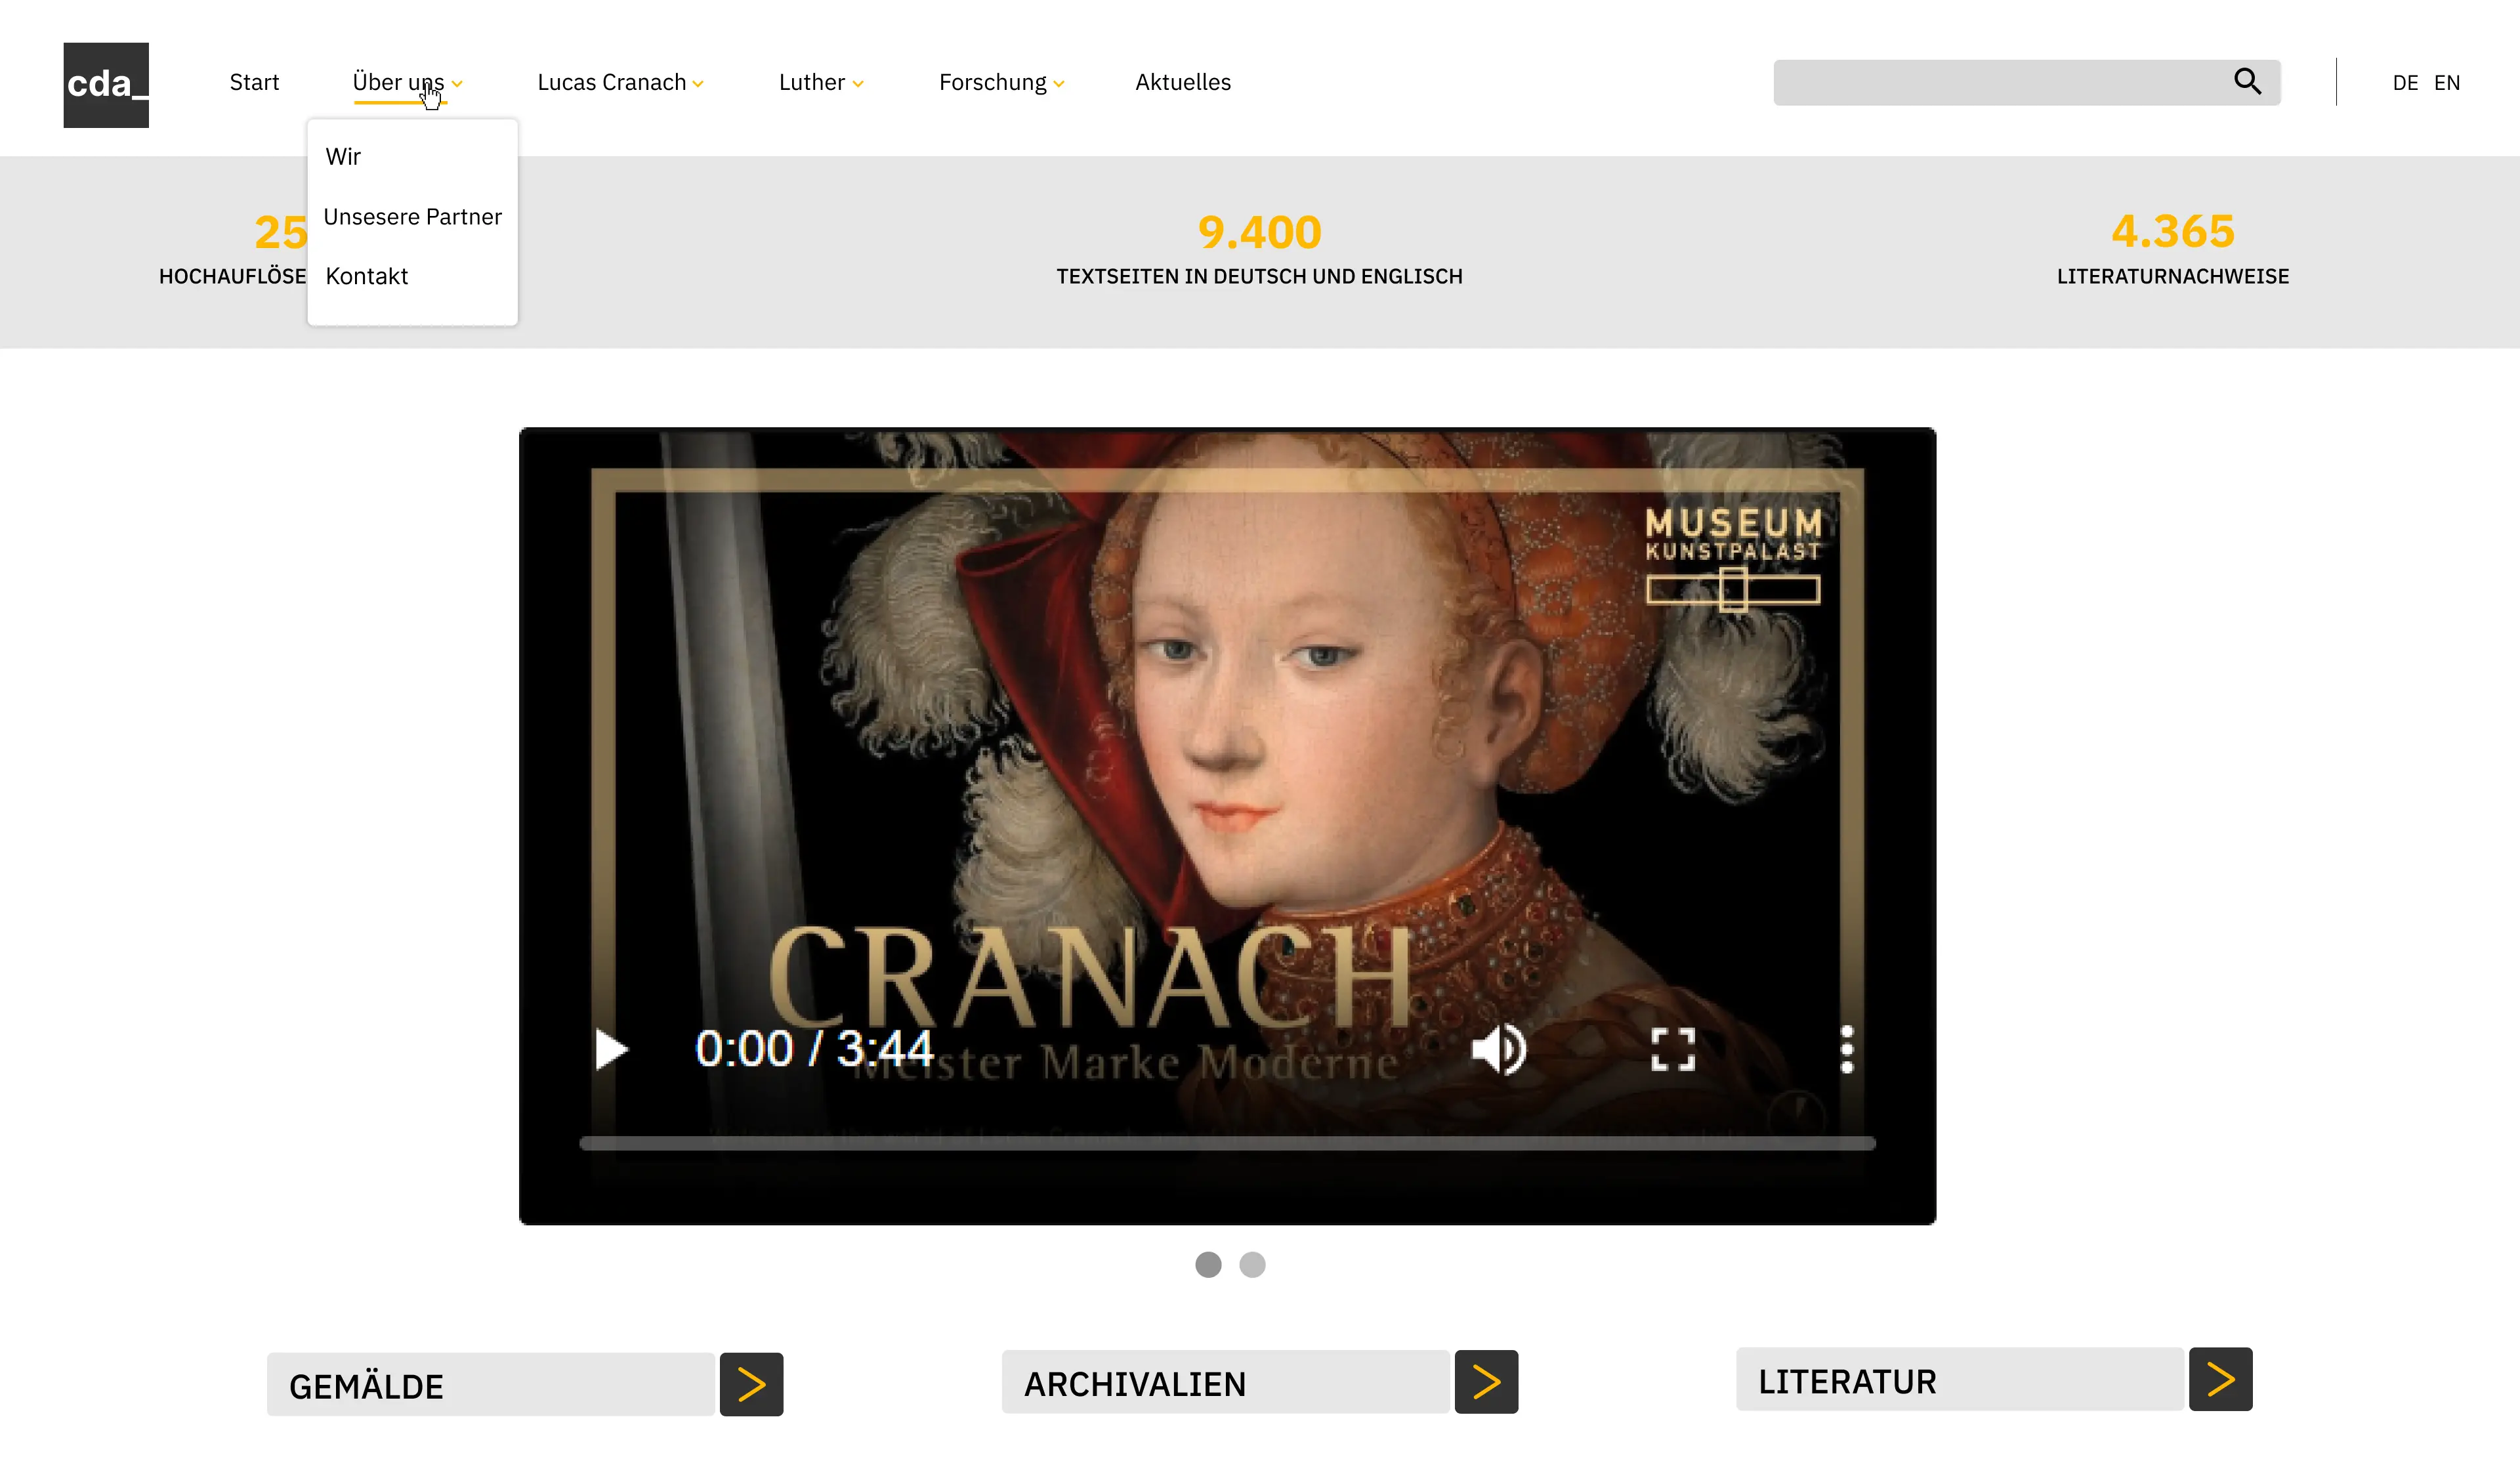 cda_
Start
Über uns
Lucas Cranach
Luther
Forschung
Aktuelles
DE EN
Wir
Unsesere Partner
Kontakt
25
HOCHAUFLÖSE
9.400
TEXTSEITEN IN DEUTSCH UND ENGLISCH
4.365
LITERATURNACHWEISE
MUSEUM
KUNSTPALAST
CRANACH
Meister Marke Moderne
0:00 / 3:44
GEMÄLDE
ARCHIVALIEN
LITERATUR